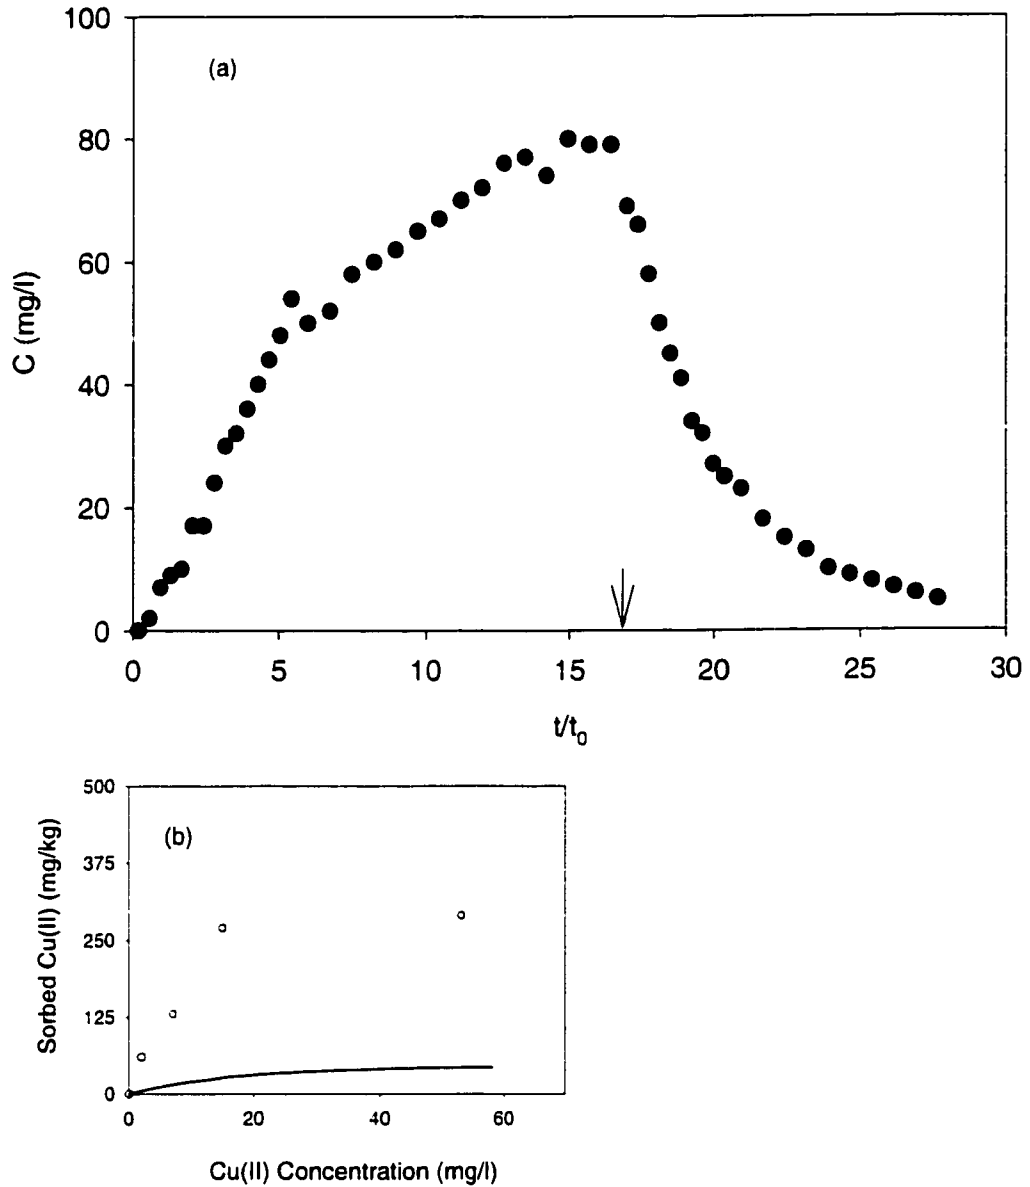 100
(a)
80
60
40
20
0
C (mg/l)
0 5 10 15 20 25 30
t/t₀
500
(b)
375
250
125
0
Sorbed Cu(II) (mg/kg)
0 20 40 60
Cu(II) Concentration (mg/l)